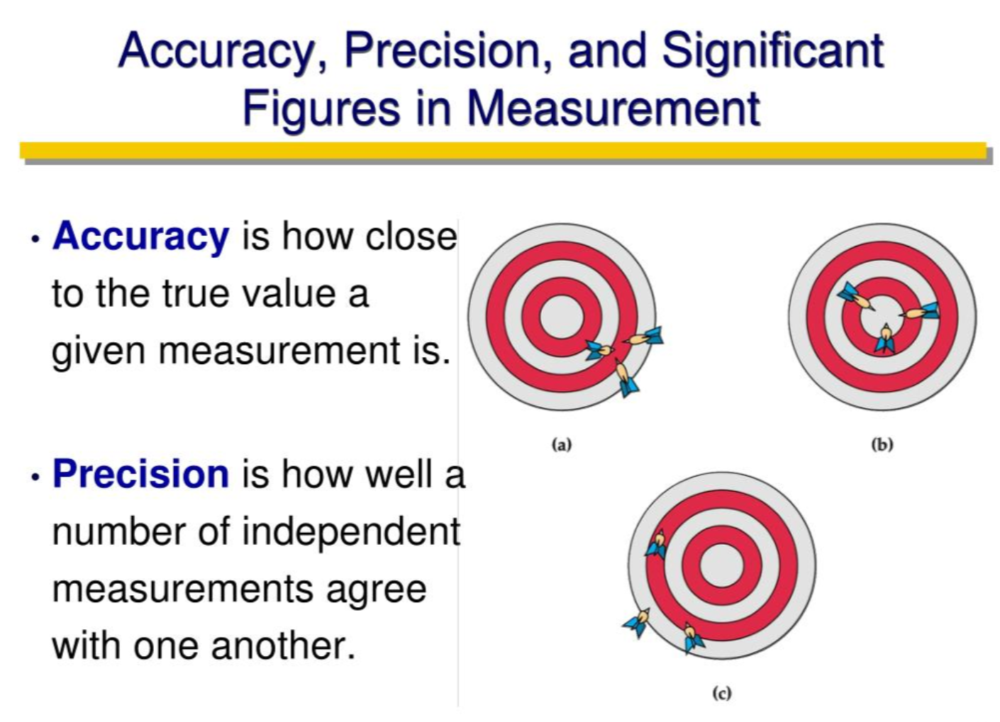 Accuracy, Precision, and Significant
Figures in Measurement
• Accuracy is how close
to the true value a
given measurement is.
• Precision is how well a
number of independent
measurements agree
with one another.
(a)
(b)
(c)